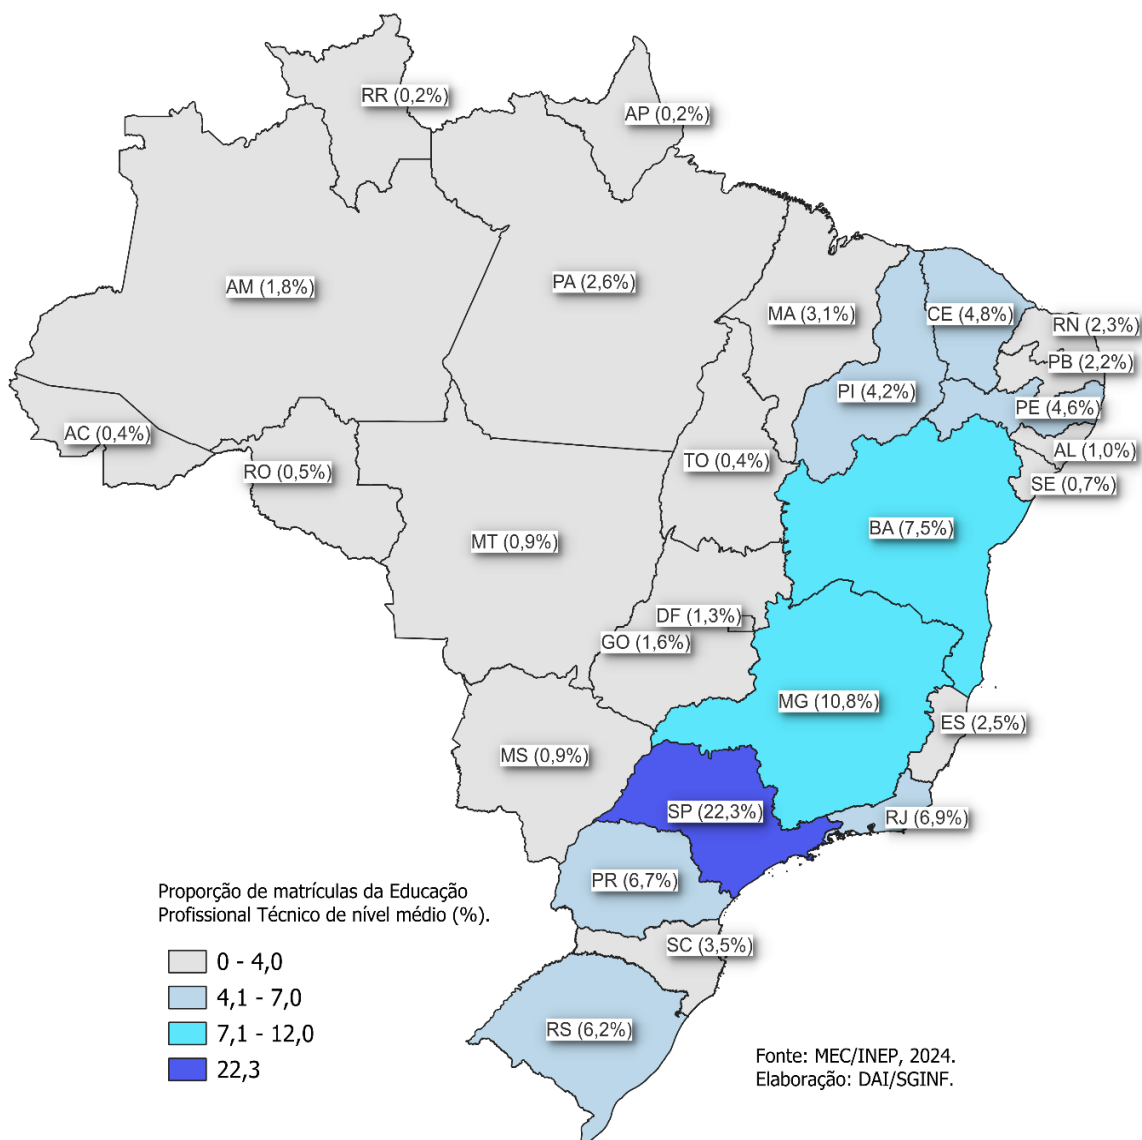 RR (0,2%)
AP (0,2%)
AM (1,8%)
PA (2,6%)
MA (3,1%)
CE (4,8%)
RN (2,3%)
PB (2,2%)
PI (4,2%)
PE (4,6%)
AC (0,4%)
RO (0,5%)
TO (0,4%)
AL (1,0%)
SE (0,7%)
BA (7,5%)
MT (0,9%)
DF (1,3%)
GO (1,6%)
MG (10,8%)
ES (2,5%)
MS (0,9%)
SP (22,3%)
RJ (6,9%)
PR (6,7%)
SC (3,5%)
RS (6,2%)
Proporção de matrículas da Educação
Profissional Técnico de nível médio (%).
0 - 4,0
4,1 - 7,0
7,1 - 12,0
22,3
Fonte: MEC/INEP, 2024.
Elaboração: DAI/SGINF.